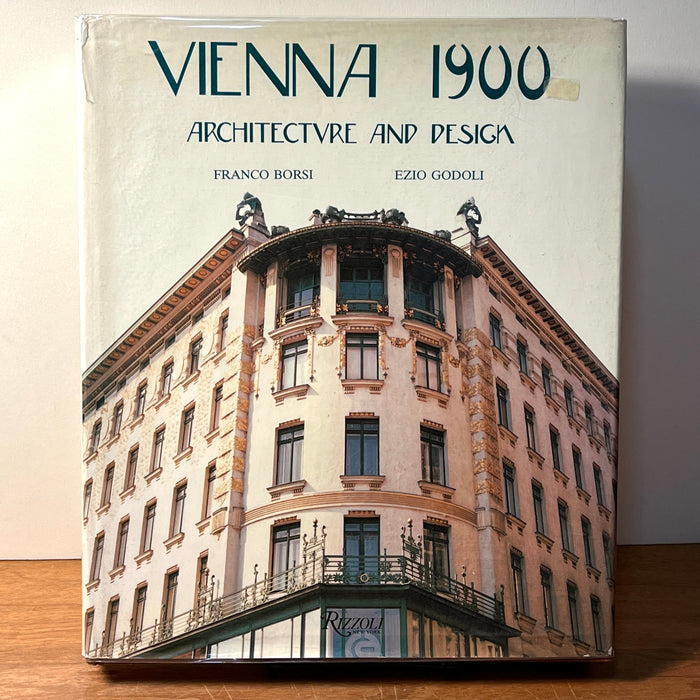 VIENNA 1900
ARCHITECTVRE AND DESIGN
FRANCO BORSI EZIO GODOLI
RIZZOLI
NEW YORK